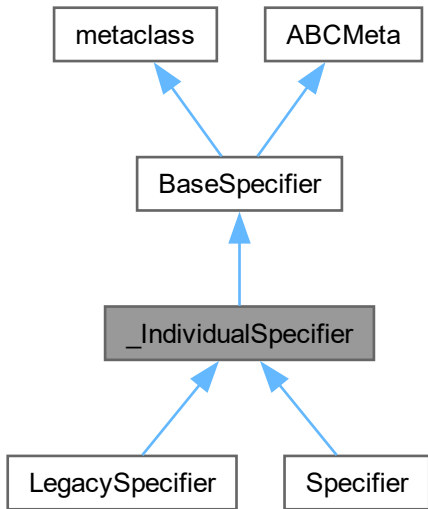 metaclass
ABCMeta
BaseSpecifier
_IndividualSpecifier
LegacySpecifier
Specifier